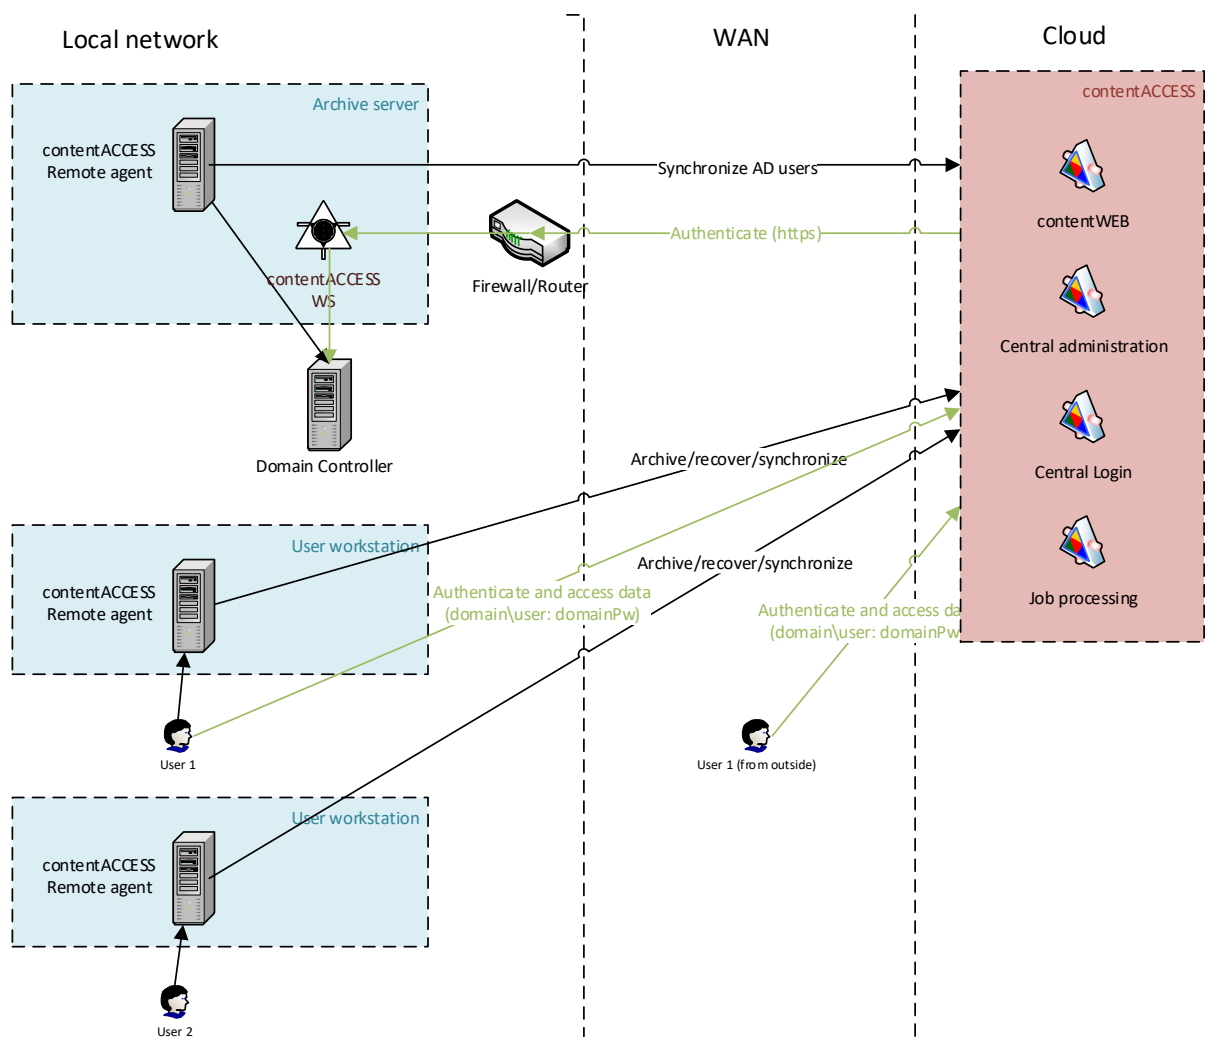 Local network
WAN
Cloud
Archive server
contentACCESS
contentACCESS
Remote agent
Synchronize AD users
contentWEB
Authenticate (https)
contentACCESS
WS
Firewall/Router
Central administration
Domain Controller
Archive/recover/synchronize
Central Login
User workstation
contentACCESS
Remote agent
Archive/recover/synchronize
Authenticate and access data
(domain\user: domainPw)
Authenticate and access da
(domain\user: domainPw
Job processing
User 1
User 1 (from outside)
User workstation
contentACCESS
Remote agent
User 2